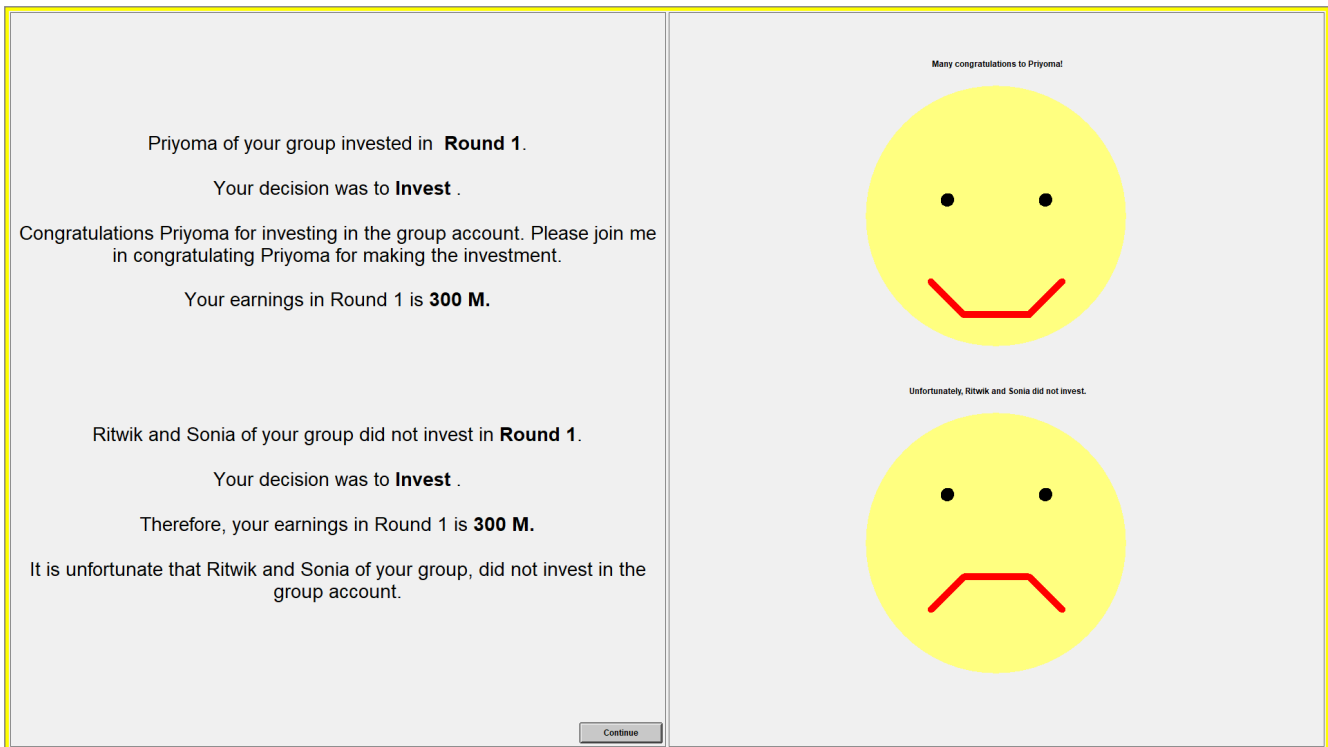 Priyoma of your group invested in Round 1.
Your decision was to Invest .
Congratulations Priyoma for investing in the group account. Please join me
in congratulating Priyoma for making the investment.
Your earnings in Round 1 is 300 M.
Ritwik and Sonia of your group did not invest in Round 1.
Your decision was to Invest .
Therefore, your earnings in Round 1 is 300 M.
It is unfortunate that Ritwik and Sonia of your group, did not invest in the
group account.
Continue
Many congratulations to Priyoma!
Unfortunately, Ritwik and Sonia did not invest.